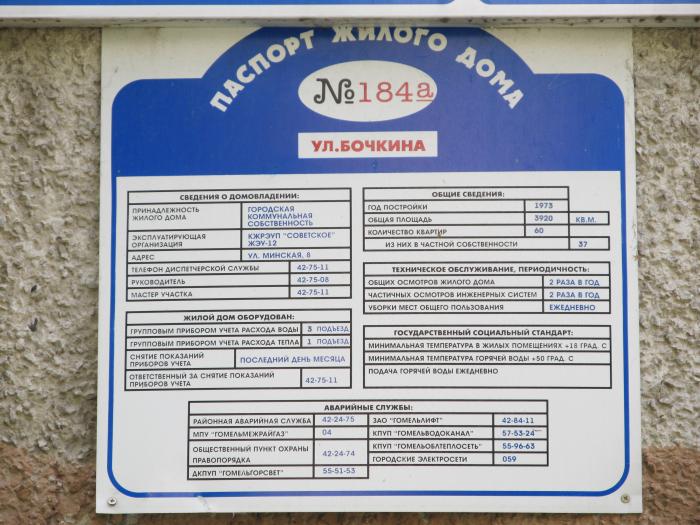 ПАСПОРТ ЖИЛОГО ДОМА
№184а
УЛ.БОЧКИНА
СВЕДЕНИЯ О ДОМОВЛАДЕНИИ:
ПРИНАДЛЕЖНОСТЬ ЖИЛОГО ДОМА
ГОРОДСКАЯ КОММУНАЛЬНАЯ СОБСТВЕННОСТЬ
ЭКСПЛУАТИРУЮЩАЯ ОРГАНИЗАЦИЯ
КЖРЭУП "СОВЕТСКОЕ" ЖЭУ-12
АДРЕС УЛ. МИНСКАЯ, 8
ТЕЛЕФОН ДИСПЕТЧЕРСКОЙ СЛУЖБЫ 42-75-11
РУКОВОДИТЕЛЬ 42-75-08
МАСТЕР УЧАСТКА 42-75-11
ЖИЛОЙ ДОМ ОБОРУДОВАН:
ГРУППОВЫМ ПРИБОРОМ УЧЕТА РАСХОДА ВОДЫ 3 ПОДЪЕЗД
ГРУППОВЫМ ПРИБОРОМ УЧЕТА РАСХОДА ТЕПЛА 1 ПОДЪЕЗД
СНЯТИЕ ПОКАЗАНИЙ ПРИБОРОВ УЧЕТА
ПОСЛЕДНИЙ ДЕНЬ МЕСЯЦА
ОТВЕТСТВЕННЫЙ ЗА СНЯТИЕ ПОКАЗАНИЙ ПРИБОРОВ УЧЕТА
42-75-11
ОБЩИЕ СВЕДЕНИЯ:
ГОД ПОСТРОЙКИ 1973
ОБЩАЯ ПЛОЩАДЬ 3920 КВ.М.
КОЛИЧЕСТВО КВАРТИР 60
ИЗ НИХ В ЧАСТНОЙ СОБСТВЕННОСТИ 37
ТЕХНИЧЕСКОЕ ОБСЛУЖИВАНИЕ, ПЕРИОДИЧНОСТЬ:
ОБЩИХ ОСМОТРОВ ЖИЛОГО ДОМА 2 РАЗА В ГОД
ЧАСТИЧНЫХ ОСМОТРОВ ИНЖЕНЕРНЫХ СИСТЕМ 2 РАЗА В ГОД
УБОРКИ МЕСТ ОБЩЕГО ПОЛЬЗОВАНИЯ ЕЖЕДНЕВНО
ГОСУДАРСТВЕННЫЙ СОЦИАЛЬНЫЙ СТАНДАРТ:
МИНИМАЛЬНАЯ ТЕМПЕРАТУРА В ЖИЛЫХ ПОМЕЩЕНИЯХ +18 ГРАД. С
МИНИМАЛЬНАЯ ТЕМПЕРАТУРА ГОРЯЧЕЙ ВОДЫ +50 ГРАД. С
ПОДАЧА ГОРЯЧЕЙ ВОДЫ ЕЖЕДНЕВНО
АВАРИЙНЫЕ СЛУЖБЫ:
РАЙОННАЯ АВАРИЙНАЯ СЛУЖБА 42-24-75
МПУ "ГОМЕЛЬМЕЖРАЙГАЗ" 04
ОБЩЕСТВЕННЫЙ ПУНКТ ОХРАНЫ ПРАВОПОРЯДКА
42-24-74
ДКПУП "ГОМЕЛЬГОРСВЕТ" 55-51-53
ЗАО "ГОМЕЛЬЛИФТ" 42-84-11
КПУП "ГОМЕЛЬВОДОКАНАЛ" 57-53-24
КПУП "ГОМЕЛЬОБЛТЕПЛОСЕТЬ" 55-96-63
ГОРОДСКИЕ ЭЛЕКТРОСЕТИ 059